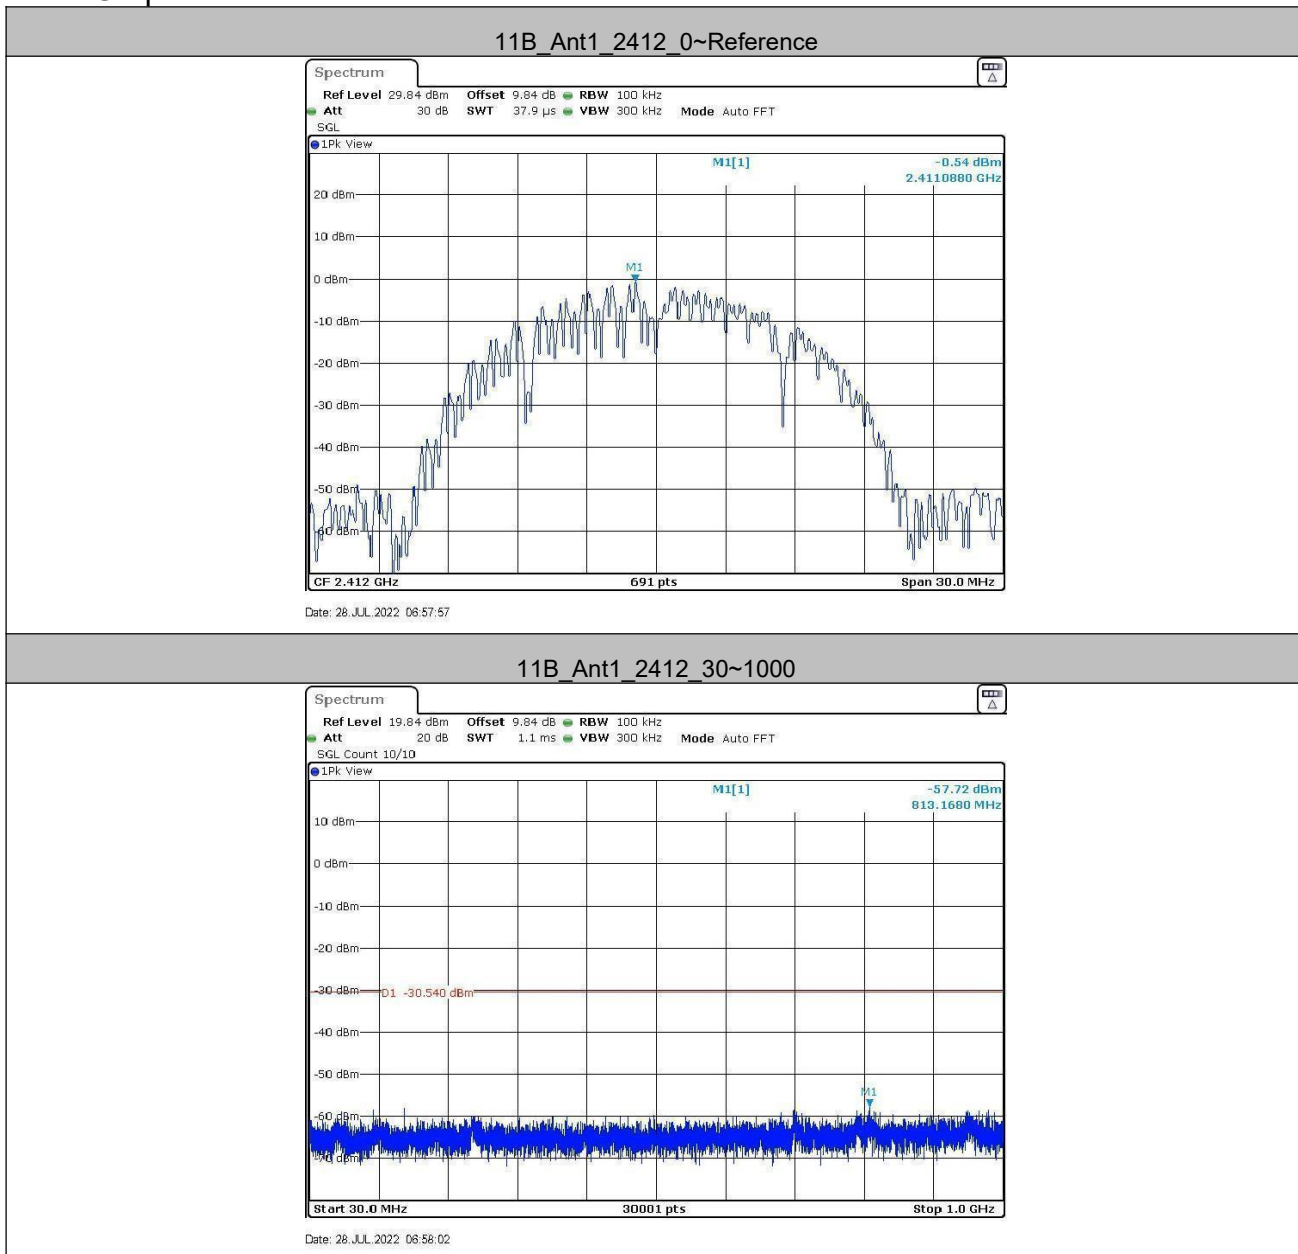 11B_Ant1_2412_0~Reference
Spectrum
Ref Level 29.84 dBm Offset 9.84 dB RBW 100 kHz
Att 30 dB SWT 37.9 µs VBW 300 kHz Mode Auto FFT
SGL
1Pk View
M1[1] -0.54 dBm
2.4110880 GHz
20 dBm
10 dBm
M1
0 dBm
-10 dBm
-20 dBm
-30 dBm
-40 dBm
-50 dBm
-60 dBm
CF 2.412 GHz 691 pts Span 30.0 MHz
Date: 28.JUL.2022 06:57:57
11B_Ant1_2412_30~1000
Spectrum
Ref Level 19.84 dBm Offset 9.84 dB RBW 100 kHz
Att 20 dB SWT 1.1 ms VBW 300 kHz Mode Auto FFT
SGL Count 10/10
1Pk View
M1[1] -57.72 dBm
813.1680 MHz
10 dBm
0 dBm
-10 dBm
-20 dBm
-30 dBm
D1 -30.540 dBm
-40 dBm
-50 dBm
M1
-60 dBm
-70 dBm
Start 30.0 MHz 30001 pts Stop 1.0 GHz
Date: 28.JUL.2022 06:58:02